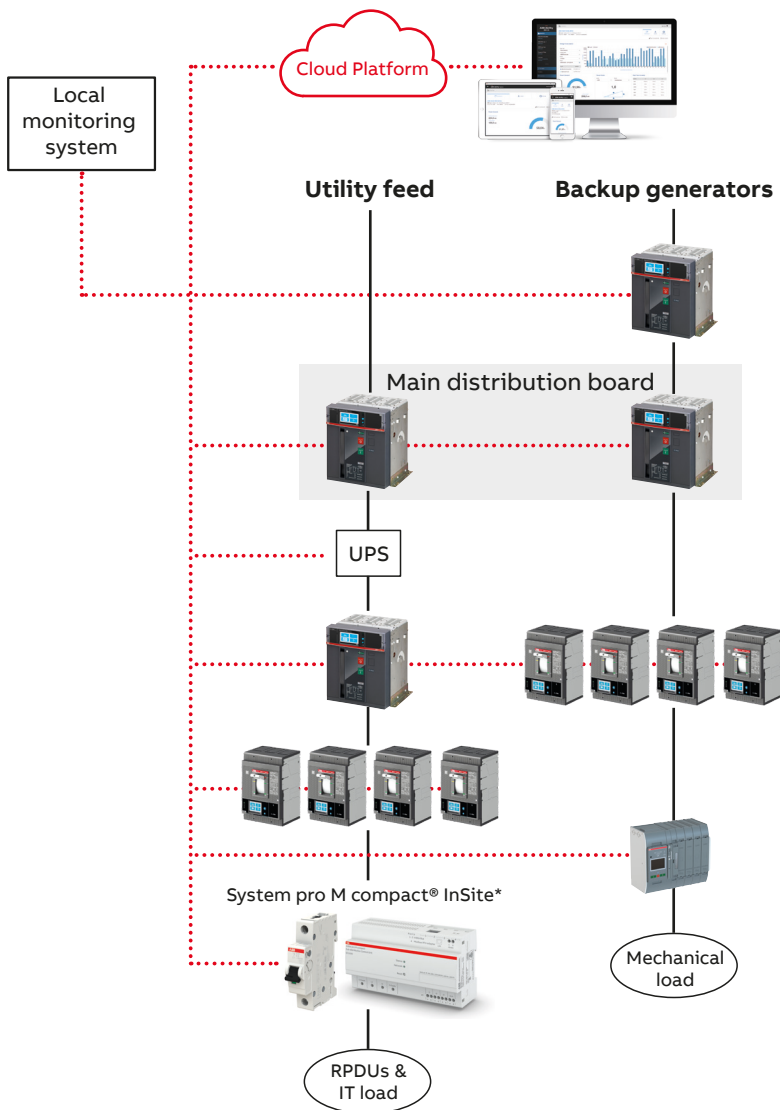 Cloud Platform
Local
monitoring
system
Utility feed
Backup generators
Main distribution board
UPS
System pro M compact® InSite*
ABB
Mechanical
load
RPDUs &
IT load